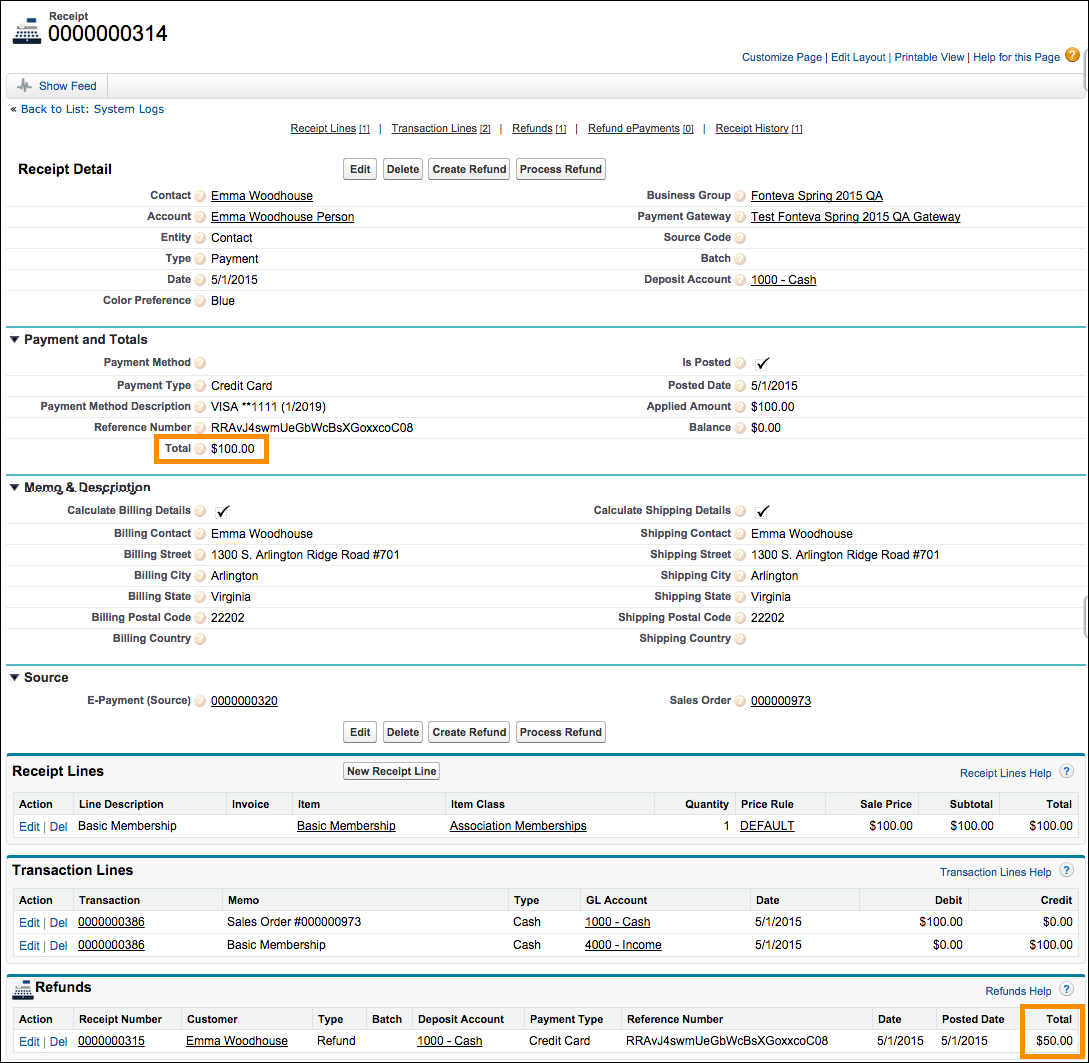 Receipt
0000000314
Customize Page | Edit Layout | Printable View | Help for this Page ?
Show Feed
« Back to List: System Logs
Receipt Lines [1] | Transaction Lines [2] | Refunds [1] | Refund ePayments [0] | Receipt History [1]
Receipt Detail Edit Delete Create Refund Process Refund
Contact ? Emma Woodhouse Business Group ? Fonteva Spring 2015 QA
Account ? Emma Woodhouse Person Payment Gateway ? Test Fonteva Spring 2015 QA Gateway
Entity ? Contact Source Code ?
Type ? Payment Batch ?
Date ? 5/1/2015 Deposit Account ? 1000 - Cash
Color Preference ? Blue
Payment and Totals
Payment Method ? Is Posted ? ✓
Payment Type ? Credit Card Posted Date ? 5/1/2015
Payment Method Description ? VISA **1111 (1/2019) Applied Amount ? $100.00
Reference Number ? RRAvJ4swmUeGbWcBsXGoxxcoC08 Balance ? $0.00
Total ? $100.00
Memo & Description
Calculate Billing Details ? ✓ Calculate Shipping Details ? ✓
Billing Contact ? Emma Woodhouse Shipping Contact ? Emma Woodhouse
Billing Street ? 1300 S. Arlington Ridge Road #701 Shipping Street ? 1300 S. Arlington Ridge Road #701
Billing City ? Arlington Shipping City ? Arlington
Billing State ? Virginia Shipping State ? Virginia
Billing Postal Code ? 22202 Shipping Postal Code ? 22202
Billing Country ? Shipping Country ?
Source
E-Payment (Source) ? 0000000320 Sales Order ? 000000973
Edit Delete Create Refund Process Refund
Receipt Lines New Receipt Line Receipt Lines Help ?
Action Line Description Invoice Item Item Class Quantity Price Rule Sale Price Subtotal Total
Edit | Del Basic Membership Basic Membership Association Memberships 1 DEFAULT $100.00 $100.00 $100.00
Transaction Lines Transaction Lines Help ?
Action Transaction Memo Type GL Account Date Debit Credit
Edit | Del 0000000386 Sales Order #000000973 Cash 1000 - Cash 5/1/2015 $100.00 $0.00
Edit | Del 0000000386 Basic Membership Cash 4000 - Income 5/1/2015 $0.00 $100.00
Refunds Refunds Help ?
Action Receipt Number Customer Type Batch Deposit Account Payment Type Reference Number Date Posted Date Total
Edit | Del 0000000315 Emma Woodhouse Refund 1000 - Cash Credit Card RRAvJ4swmUeGbWcBsXGoxxcoC08 5/1/2015 5/1/2015 $50.00